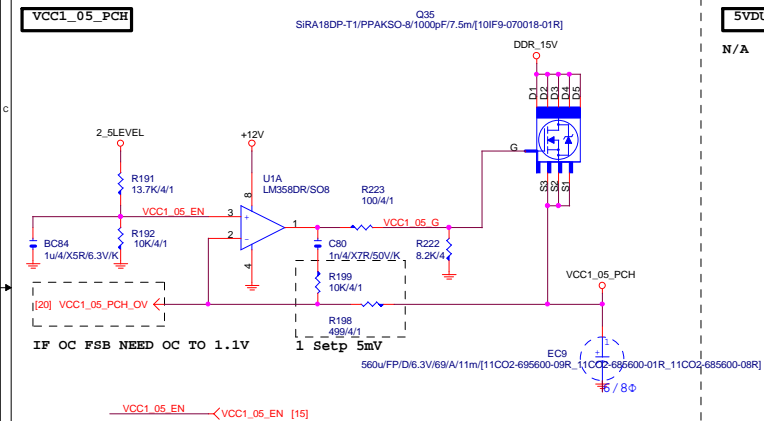 VCC1_05_PCH
Q35
SiRA18DP-T1/PPAKSO-8/1000pF/7.5m/[10IF9-070018-01R]
5VDU
N/A
DDR_15V
D1
D2
D3
D4
D5
C
2_5LEVEL
+12V
R191
13.7K/4/1
U1A
LM358DR/SO8
8
G
R223
100/4/1
S3
S2
S1
VCC1_05_EN
3
+
1
VCC1_05_G
2
-
4
R192
10K/4/1
BC84
1u/4/X5R/6.3V/K
C80
1n/4/X7R/50V/K
R222
8.2K/4
R199
10K/4/1
VCC1_05_PCH
[20] VCC1_05_PCH_OV
R198
499/4/1
IF OC FSB NEED OC TO 1.1V
1 Setp 5mV
1
+
EC9
560u/FP/D/6.3V/69/A/11m/[11CO2-695600-09R_11CO2-685600-01R_11CO2-685600-08R]
6/8Φ
VCC1_05_EN
VCC1_05_EN [15]